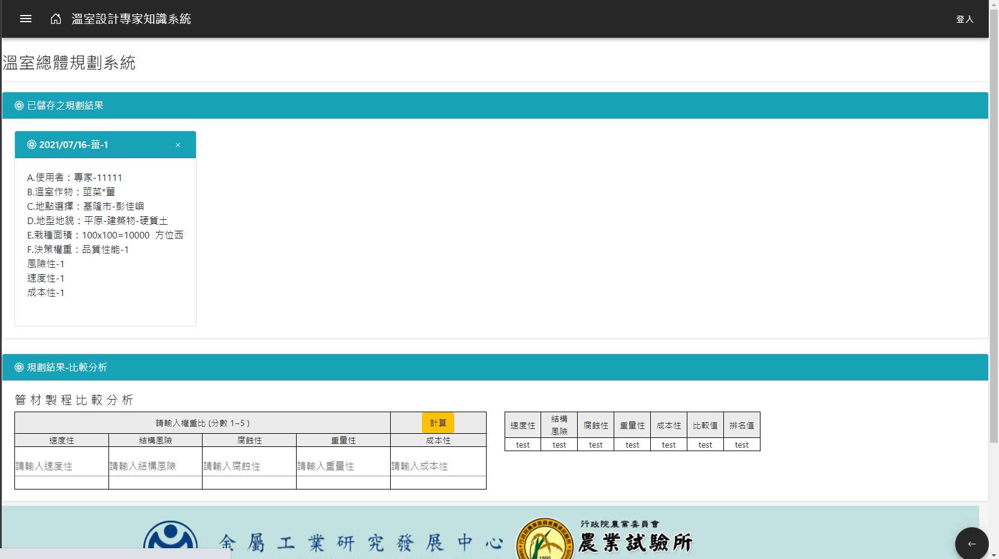 溫室設計專家知識系統
登入
溫室總體規劃系統
已儲存之規劃結果
2021/07/16-薑-1
×
A.使用者：專家-11111
B.溫室作物：莖菜*薑
C.地點選擇：基隆市-彭佳嶼
D.地型地貌：平原-建築物-硬質土
E.栽種面積：100x100=10000 方位西
F.決策權重：品質性能-1
風險性-1
速度性-1
成本性-1
規劃結果-比較分析
管材製程比較分析
請輸入權重比 (分數 1~5 ) 計算
速度性 結構風險 腐蝕性 重量性 成本性
請輸入速度性 請輸入結構風險 請輸入腐蝕性 請輸入重量性 請輸入成本性
速度性 結構風險 腐蝕性 重量性 成本性 比較值 排名值
test test test test test test test
金屬工業研究發展中心
行政院農業委員會
農業試驗所
1895